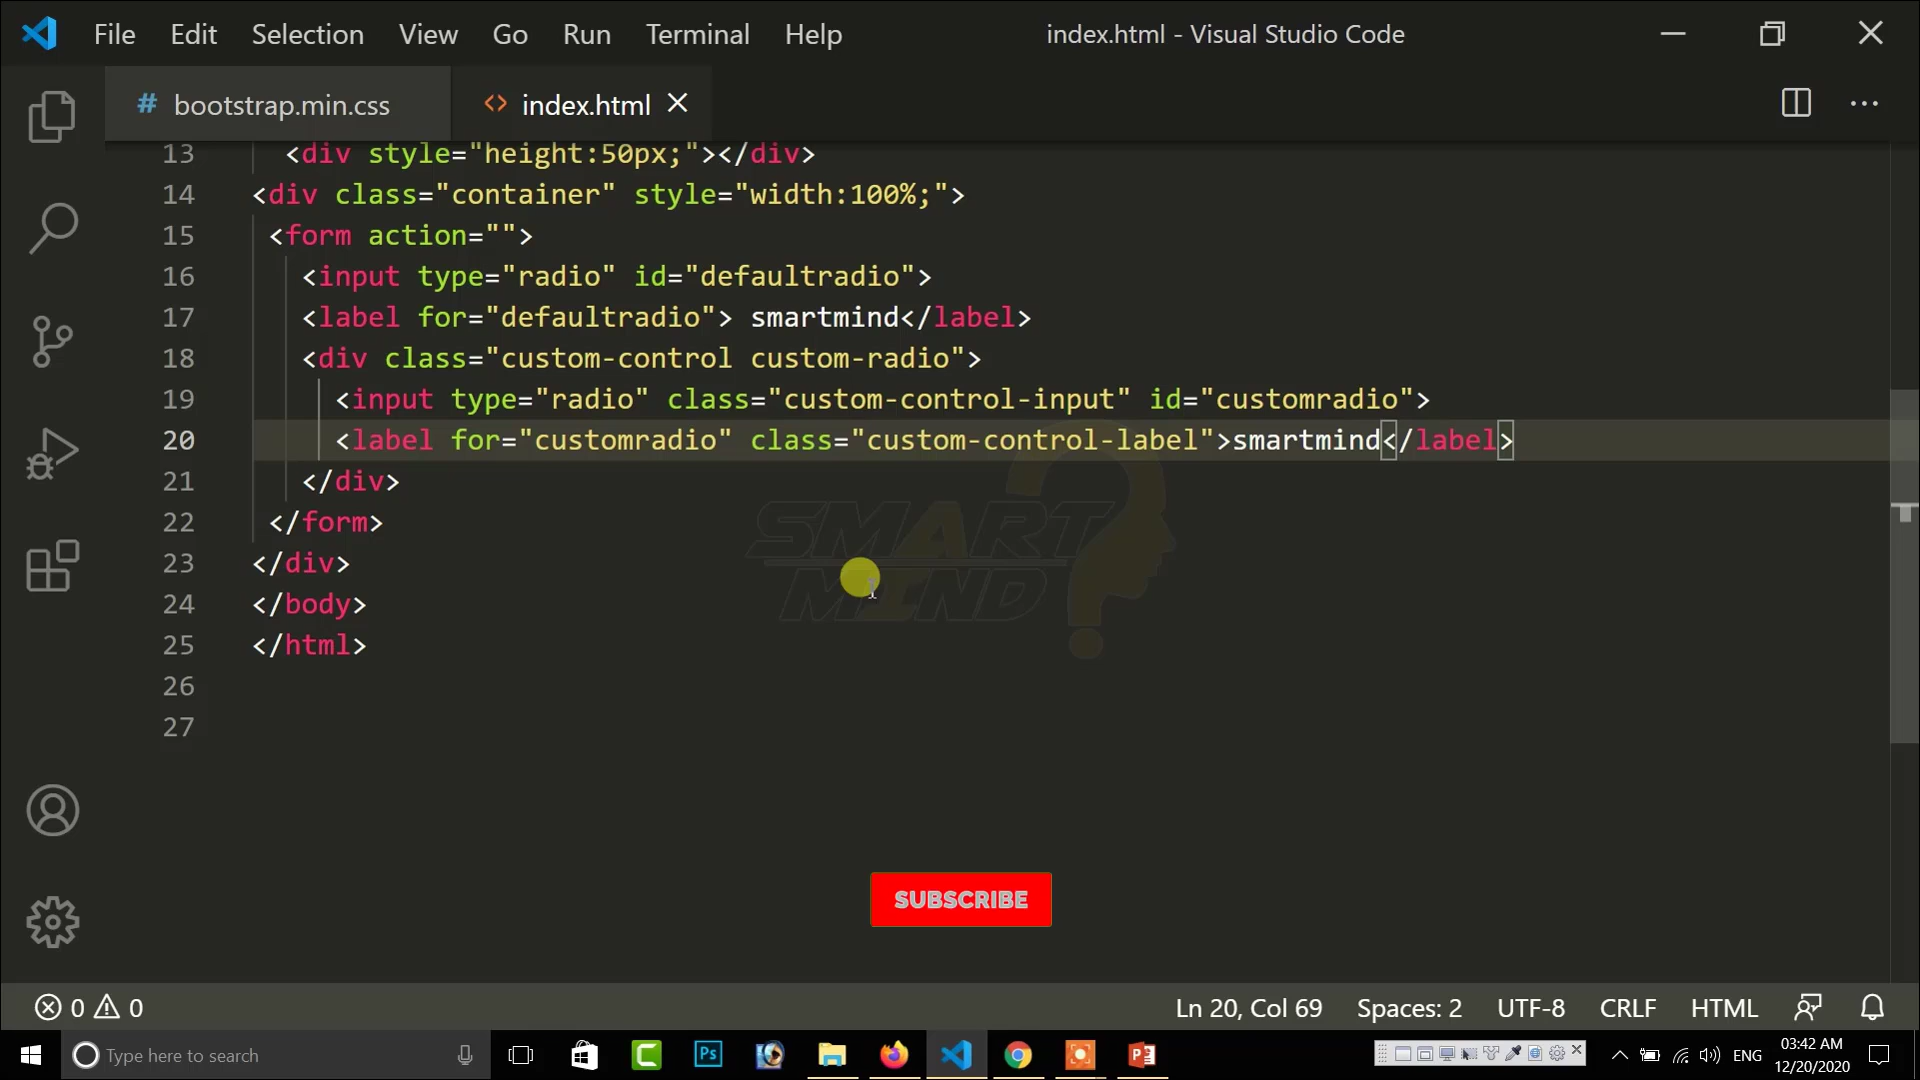 File Edit Selection View Go Run Terminal Help index.html - Visual Studio Code
# bootstrap.min.css <> index.html
13 <div style="height:50px;"></div>
14 <div class="container" style="width:100%;">
15 <form action="">
16 <input type="radio" id="defaultradio">
17 <label for="defaultradio"> smartmind</label>
18 <div class="custom-control custom-radio">
19 <input type="radio" class="custom-control-input" id="customradio">
20 <label for="customradio" class="custom-control-label">smartmind</label>
21 </div>
22 </form>
23 </div>
24 </body>
25 </html>
26
27
SMART
MIND
SUBSCRIBE
0 0 Ln 20, Col 69 Spaces: 2 UTF-8 CRLF HTML
Type here to search Ps ENG 03:42 AM
12/20/2020